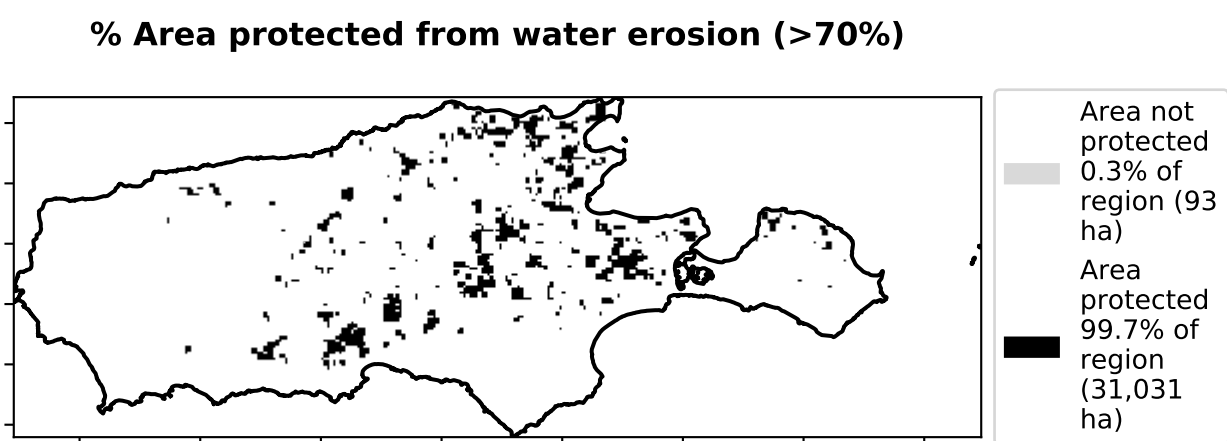 % Area protected from water erosion (>70%)
Area not
protected
0.3% of
region (93
ha)
Area
protected
99.7% of
region
(31,031
ha)